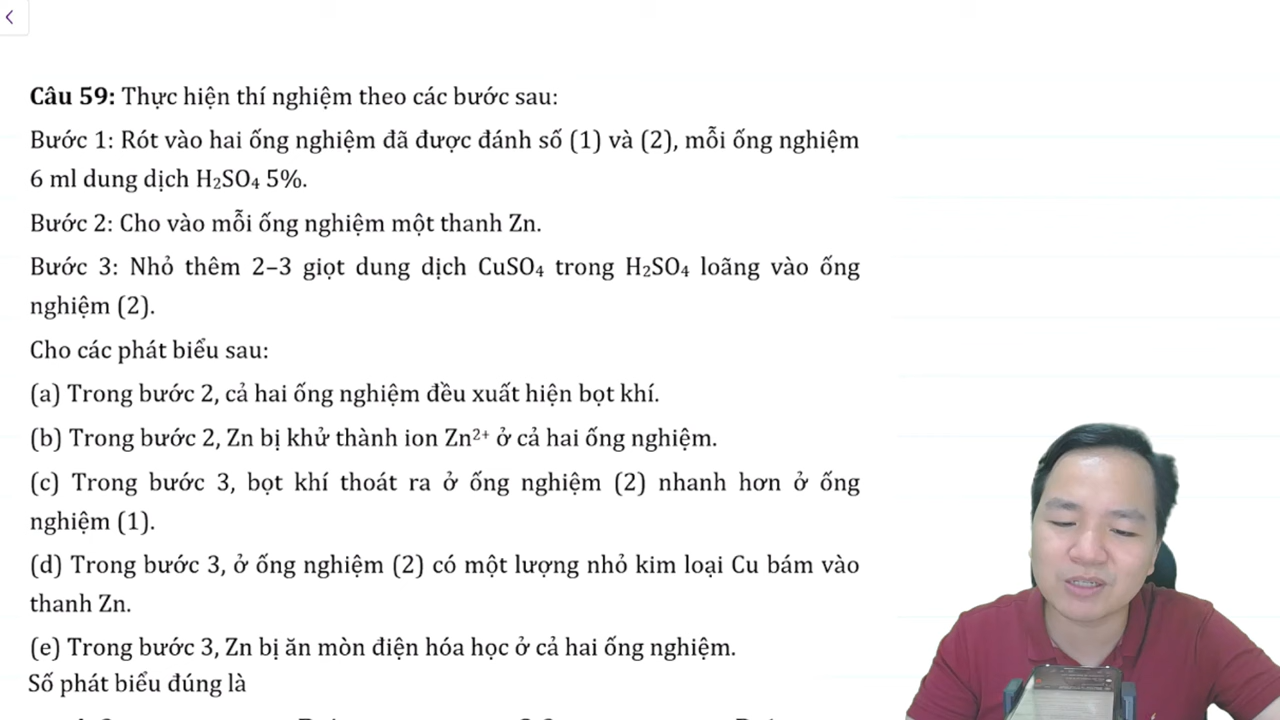 Câu 59: Thực hiện thí nghiệm theo các bước sau:
Bước 1: Rót vào hai ống nghiệm đã được đánh số (1) và (2), mỗi ống nghiệm
6 ml dung dịch H₂SO₄ 5%.
Bước 2: Cho vào mỗi ống nghiệm một thanh Zn.
Bước 3: Nhỏ thêm 2–3 giọt dung dịch CuSO₄ trong H₂SO₄ loãng vào ống
nghiệm (2).
Cho các phát biểu sau:
(a) Trong bước 2, cả hai ống nghiệm đều xuất hiện bọt khí.
(b) Trong bước 2, Zn bị khử thành ion Zn²⁺ ở cả hai ống nghiệm.
(c) Trong bước 3, bọt khí thoát ra ở ống nghiệm (2) nhanh hơn ở ống
nghiệm (1).
(d) Trong bước 3, ở ống nghiệm (2) có một lượng nhỏ kim loại Cu bám vào
thanh Zn.
(e) Trong bước 3, Zn bị ăn mòn điện hóa học ở cả hai ống nghiệm.
Số phát biểu đúng là